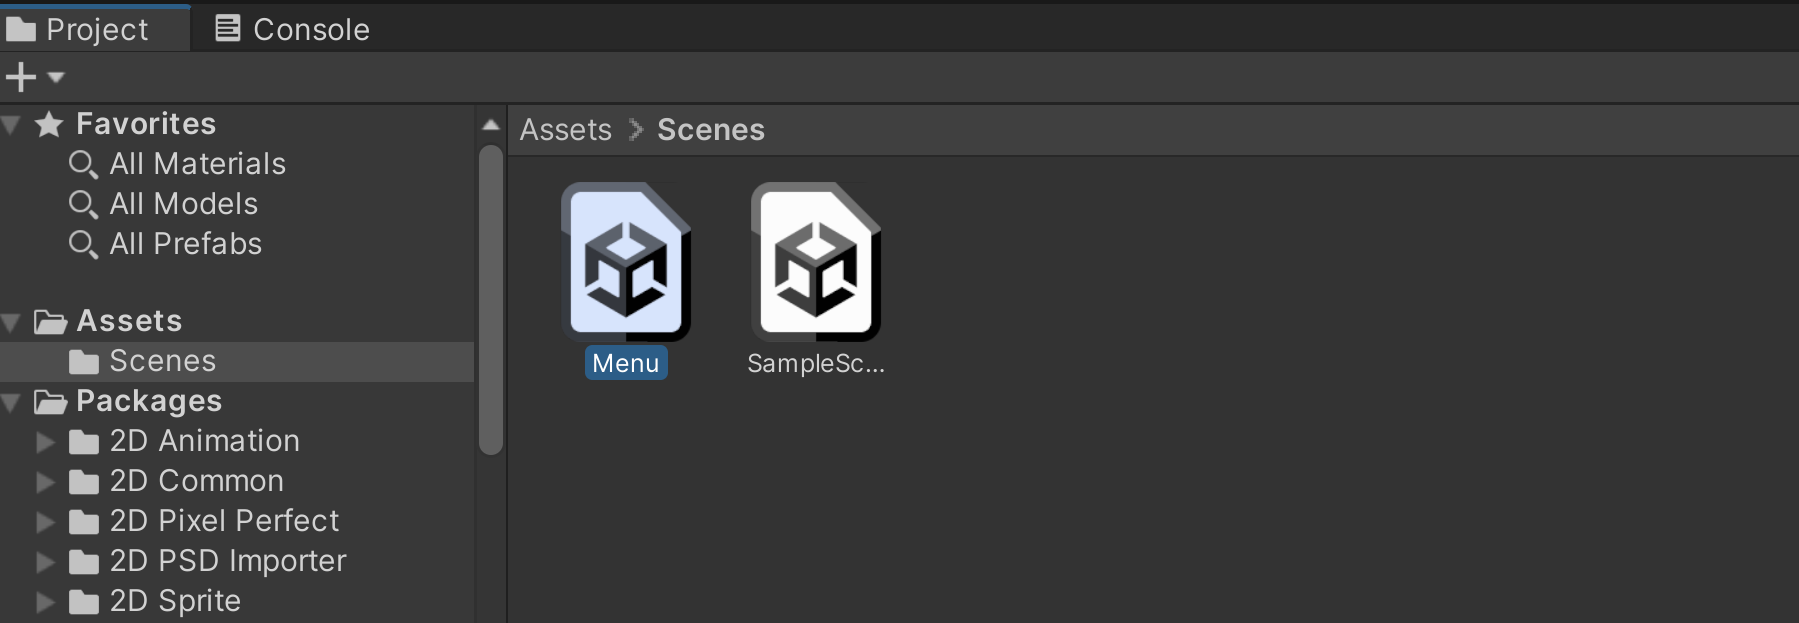 Project
Console
Favorites
All Materials
All Models
All Prefabs
Assets
Scenes
Packages
2D Animation
2D Common
2D Pixel Perfect
2D PSD Importer
2D Sprite
Assets Scenes
Menu
SampleSc...